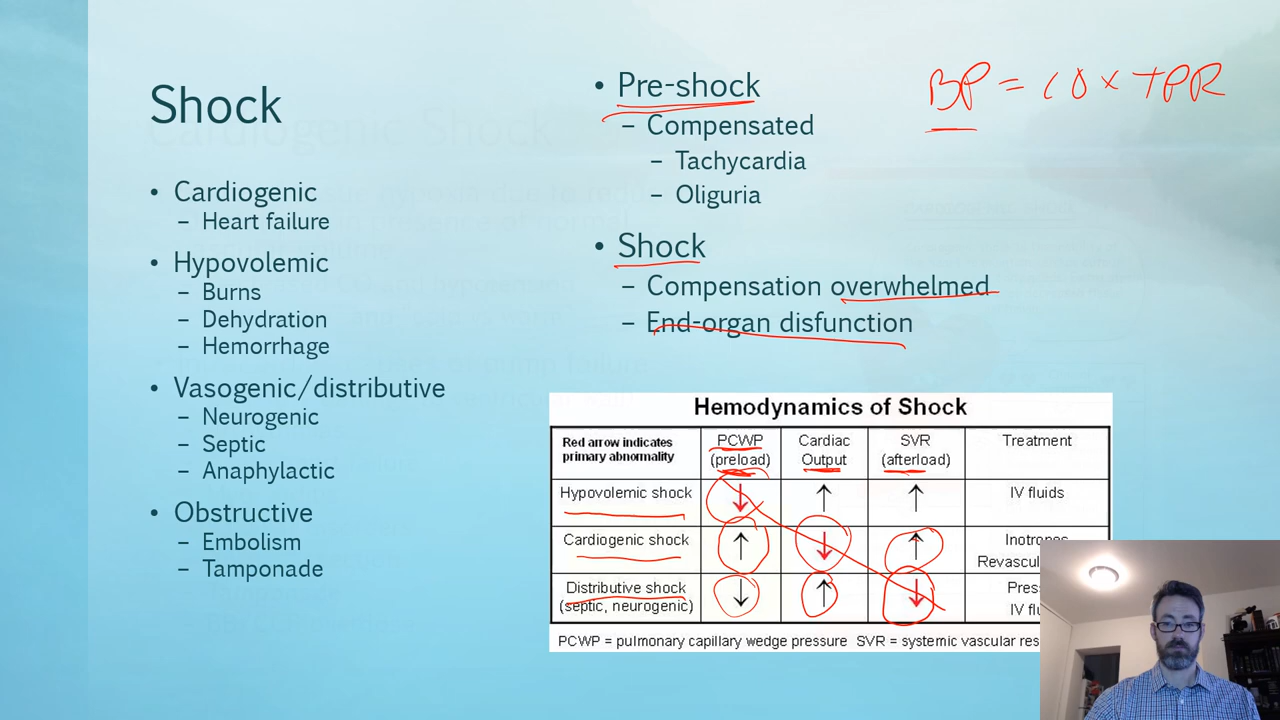 Shock
• Cardiogenic
– Heart failure
• Hypovolemic
– Burns
– Dehydration
– Hemorrhage
• Vasogenic/distributive
– Neurogenic
– Septic
– Anaphylactic
• Obstructive
– Embolism
– Tamponade
• Pre-shock
– Compensated
– Tachycardia
– Oliguria
• Shock
– Compensation overwhelmed
– End-organ disfunction
BP = CO × TPR
Hemodynamics of Shock
Red arrow indicates primary abnormality | PCWP (preload) | Cardiac Output | SVR (afterload) | Treatment
Hypovolemic shock ↓ ↑ ↑ IV fluids
Cardiogenic shock ↑ ↓ ↑
Distributive shock (septic, neurogenic) ↓ ↑ ↓ IV
PCWP = pulmonary capillary wedge pressure SVR = systemic vascular